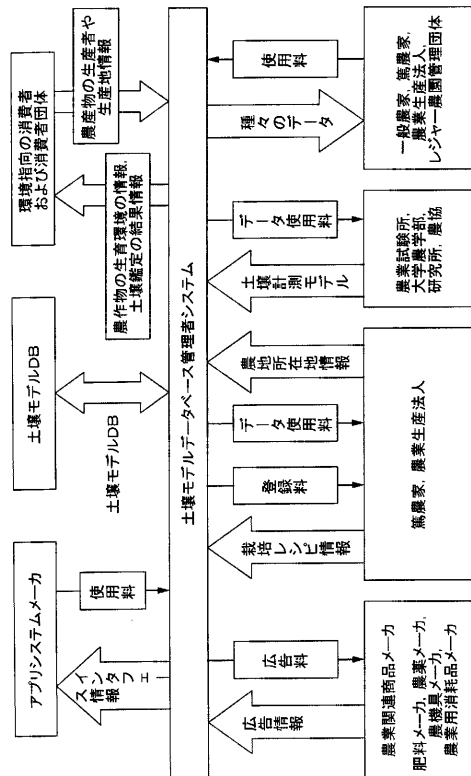 アプリシステムメーカ
土壌モデルDB
環境指向の消費者
および消費者団体
インタフェ
ース情報
使用料
土壌モデルDB
農作物の生育環境の情報、
土壌鑑定の結果情報
農産物の生産者や
生産地情報
土壌モデルデータベース管理者システム
広告情報
広告料
栽培レシピ情報
登録料
データ使用料
農地所在地情報
土壌計測モデル
データ使用料
種々のデータ
使用料
農業関連商品メーカ
肥料メーカ、農薬メーカ、
農機具メーカ、
農業用消耗品メーカ
篤農家、農業生産法人
農業試験所、
大学農学部、
研究所、農協
一般農家、篤農家、
農業生産法人、
レジャー農園管理団体